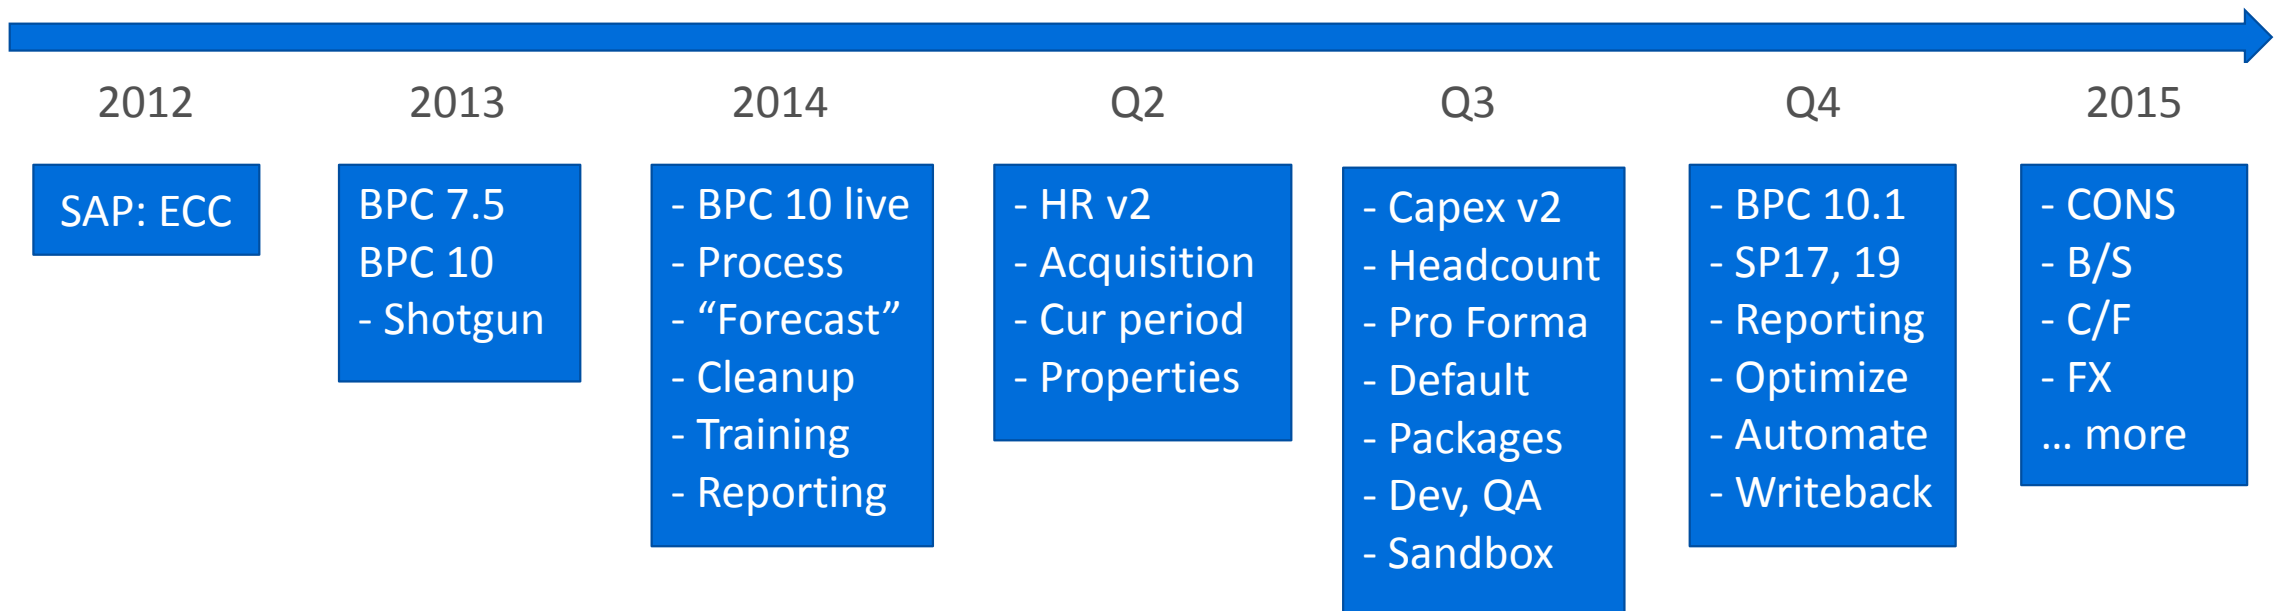 2012
2013
2014
Q2
Q3
Q4
2015
SAP: ECC
BPC 7.5
BPC 10
- Shotgun
- BPC 10 live
- Process
- “Forecast”
- Cleanup
- Training
- Reporting
- HR v2
- Acquisition
- Cur period
- Properties
- Capex v2
- Headcount
- Pro Forma
- Default
- Packages
- Dev, QA
- Sandbox
- BPC 10.1
- SP17, 19
- Reporting
- Optimize
- Automate
- Writeback
- CONS
- B/S
- C/F
- FX
... more